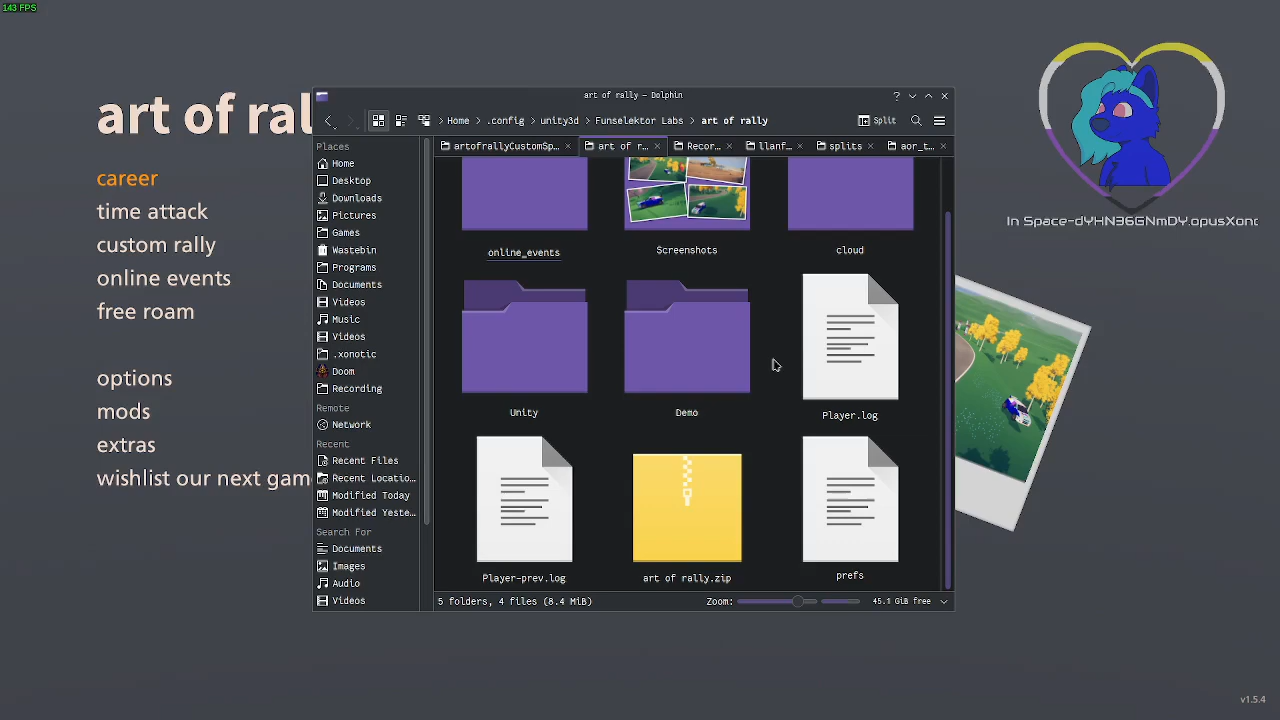 143 FPS
art of rall
career
time attack
custom rally
online events
free roam
options
mods
extras
wishlist our next gam
art of rally – Dolphin
Home
.config
unity3d
Funselektor Labs
art of rally
Split
artofrallyCustomSp...
art of r...
Recor...
llanf...
splits
aor_t...
Places
Home
Desktop
Downloads
Pictures
Games
Wastebin
Programs
Documents
Videos
Music
Videos
.xonotic
Doom
Recording
Remote
Network
Recent
Recent Files
Recent Locatio...
Modified Today
Modified Yeste...
Search For
Documents
Images
Audio
Videos
online_events
Screenshots
cloud
Unity
Demo
Player.log
Player-prev.log
art of rally.zip
prefs
5 folders, 4 files (8.4 MiB)
Zoom:
45.1 GiB free
In Space-dYHN36GNmDY.opusXono
v1.5.4